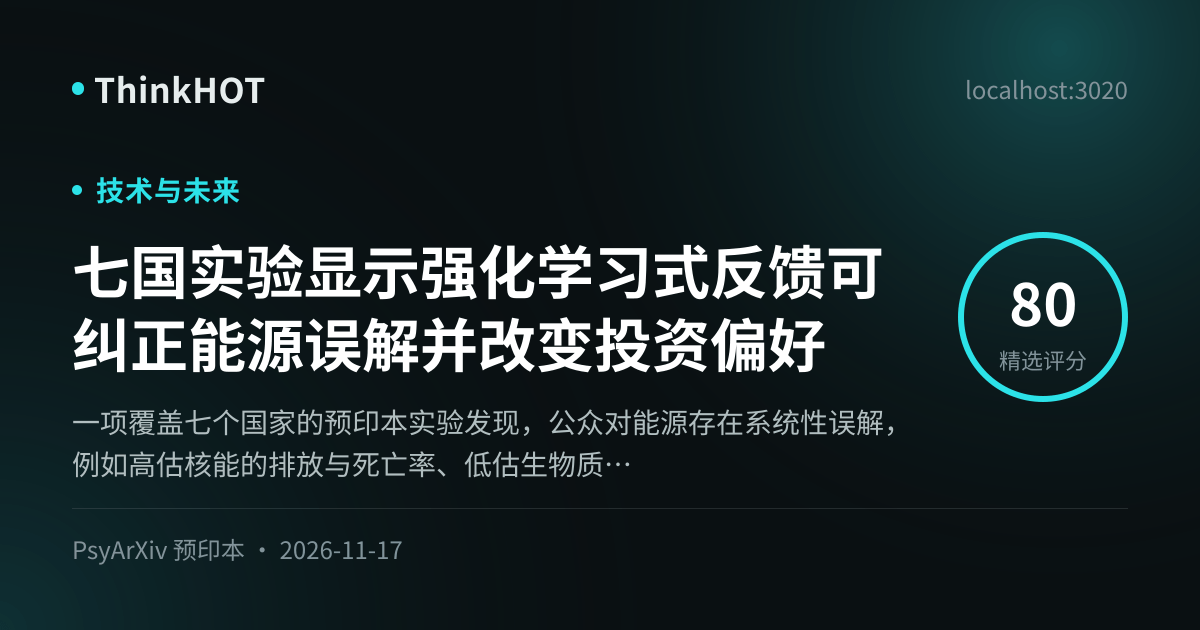 ThinkHOT
localhost:3020
技术与未来
七国实验显示强化学习式反馈可
纠正能源误解并改变投资偏好
80
精选评分
一项覆盖七个国家的预印本实验发现，公众对能源存在系统性误解，
例如高估核能的排放与死亡率、低估生物质…
PsyArXiv 预印本 · 2026-11-17